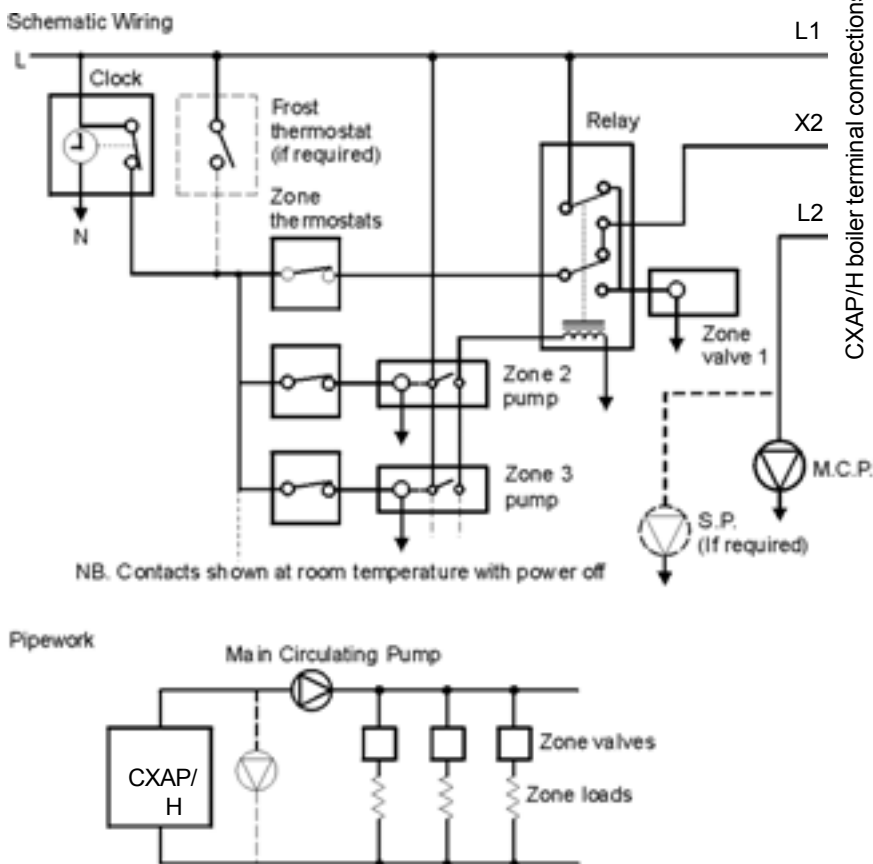 Schematic Wiring
L
L1
Clock
Frost
thermostat
(if required)
Relay
X2
Zone
thermostats
L2
N
CXAP/H boiler terminal connections
Zone
valve 1
Zone 2
pump
Zone 3
pump
M.C.P.
S.P.
(If required)
NB. Contacts shown at room temperature with power off
Pipework
Main Circulating Pump
CXAP/
H
Zone valves
Zone loads